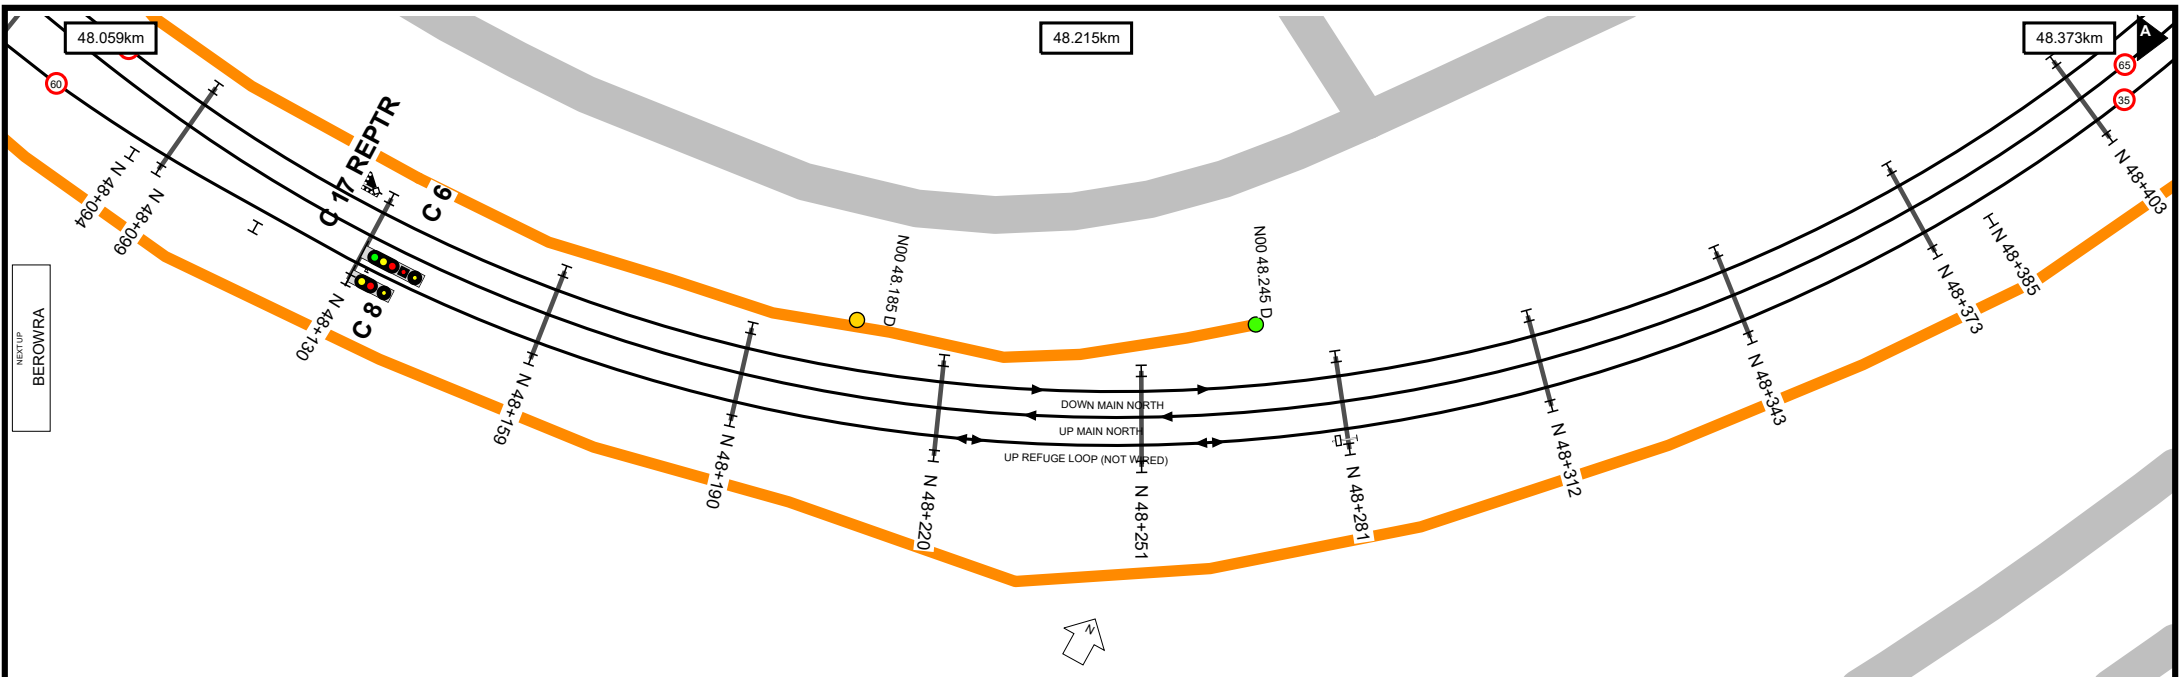 48.059km
48.215km
48.373km
A
60
65
35
N 48+094
N 48+099
C 17 REPTR
C 6
N 48+130
C 8
N 48+159
N 48+190
N00 48.185 D
N 48+220
N00 48.245 D
DOWN MAIN NORTH
UP MAIN NORTH
UP REFUGE LOOP (NOT WIRED)
N 48+251
N 48+281
N 48+312
N 48+343
N 48+373
N 48+385
N 48+403
NEXT UP
BEROWRA
N